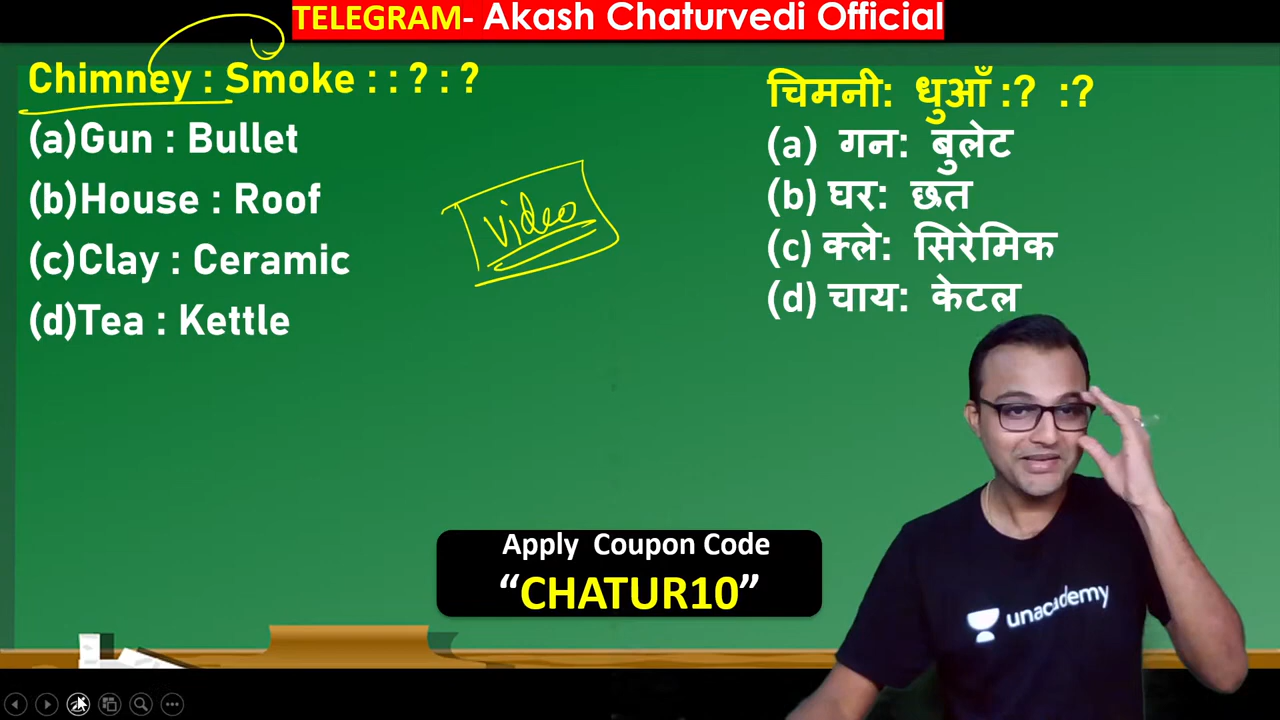 TELEGRAM- Akash Chaturvedi Official
Chimney : Smoke : : ? : ?
(a)Gun : Bullet
(b)House : Roof
(c)Clay : Ceramic
(d)Tea : Kettle
video
चिमनी: धुआँ :? :?
(a) गन: बुलेट
(b) घर: छत
(c) क्ले: सिरेमिक
(d) चाय: केटल
Apply Coupon Code
“CHATUR10”
unacademy